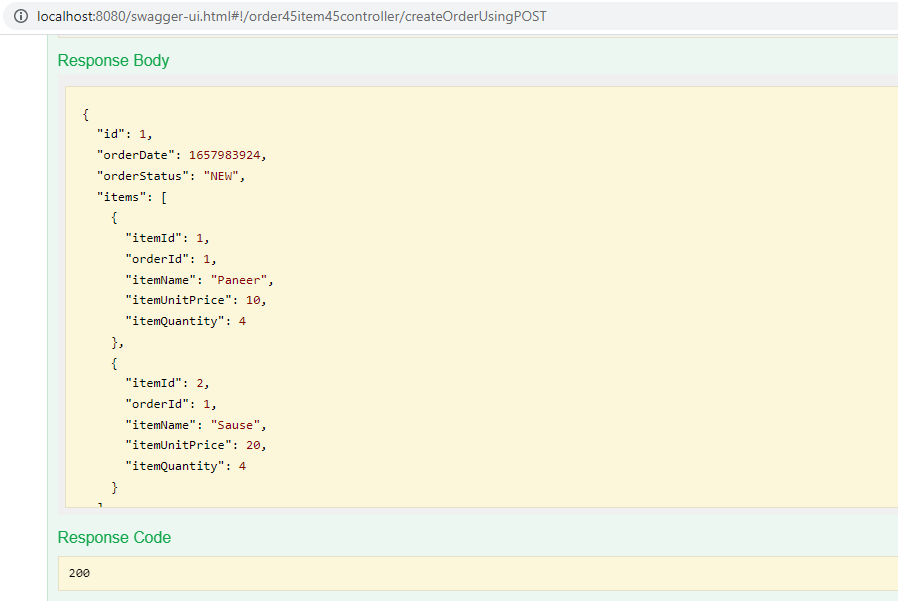 localhost:8080/swagger-ui.html#!/order45item45controller/createOrderUsingPOST
Response Body
{
"id": 1,
"orderDate": 1657983924,
"orderStatus": "NEW",
"items": [
{
"itemId": 1,
"orderId": 1,
"itemName": "Paneer",
"itemUnitPrice": 10,
"itemQuantity": 4
},
{
"itemId": 2,
"orderId": 1,
"itemName": "Sause",
"itemUnitPrice": 20,
"itemQuantity": 4
}
]
Response Code
200